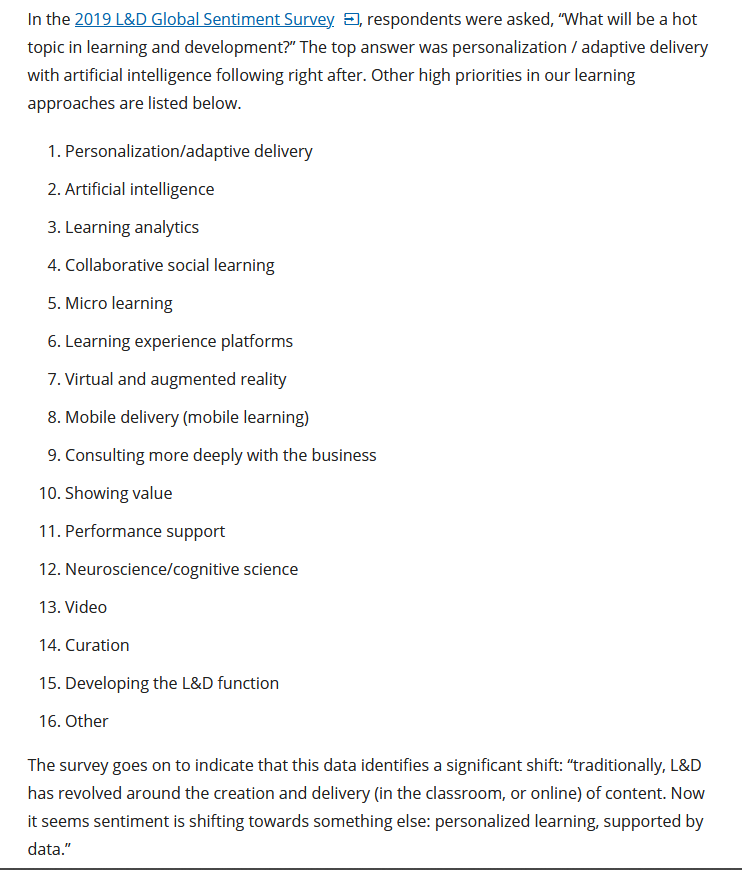 In the 2019 L&D Global Sentiment Survey , respondents were asked, “What will be a hot
topic in learning and development?” The top answer was personalization / adaptive delivery
with artificial intelligence following right after. Other high priorities in our learning
approaches are listed below.
1. Personalization/adaptive delivery
2. Artificial intelligence
3. Learning analytics
4. Collaborative social learning
5. Micro learning
6. Learning experience platforms
7. Virtual and augmented reality
8. Mobile delivery (mobile learning)
9. Consulting more deeply with the business
10. Showing value
11. Performance support
12. Neuroscience/cognitive science
13. Video
14. Curation
15. Developing the L&D function
16. Other
The survey goes on to indicate that this data identifies a significant shift: “traditionally, L&D
has revolved around the creation and delivery (in the classroom, or online) of content. Now
it seems sentiment is shifting towards something else: personalized learning, supported by
data.”